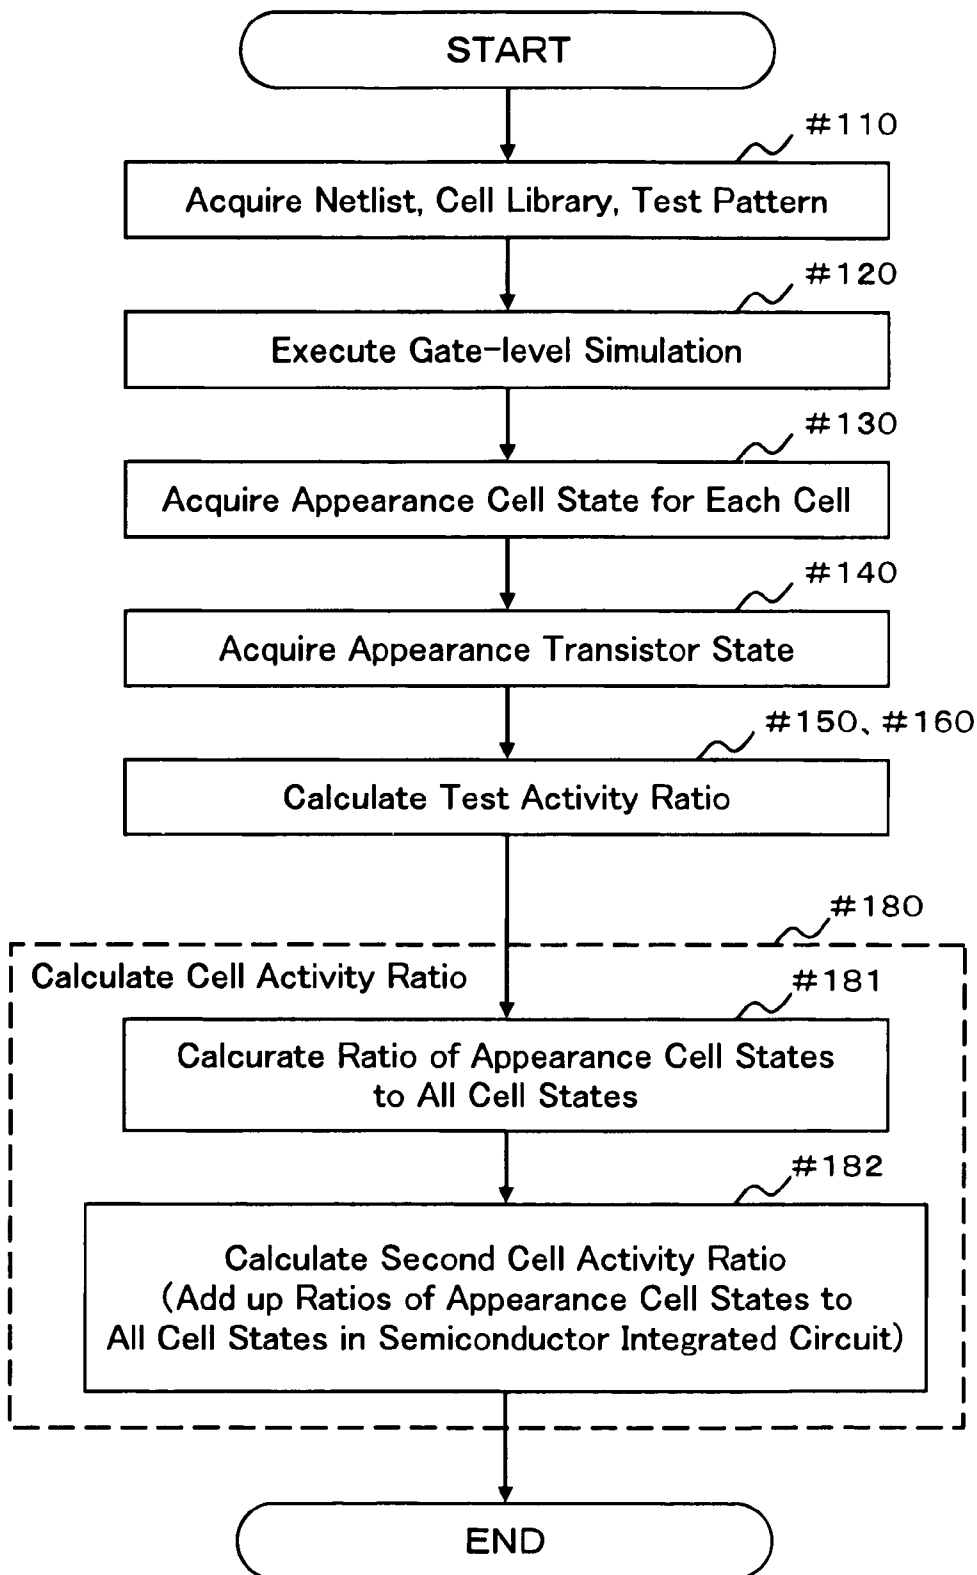 START
#110
Acquire Netlist, Cell Library, Test Pattern
#120
Execute Gate-level Simulation
#130
Acquire Appearance Cell State for Each Cell
#140
Acquire Appearance Transistor State
#150、#160
Calculate Test Activity Ratio
#180
Calculate Cell Activity Ratio
#181
Calcurate Ratio of Appearance Cell States
to All Cell States
#182
Calculate Second Cell Activity Ratio
(Add up Ratios of Appearance Cell States to
All Cell States in Semiconductor Integrated Circuit)
END